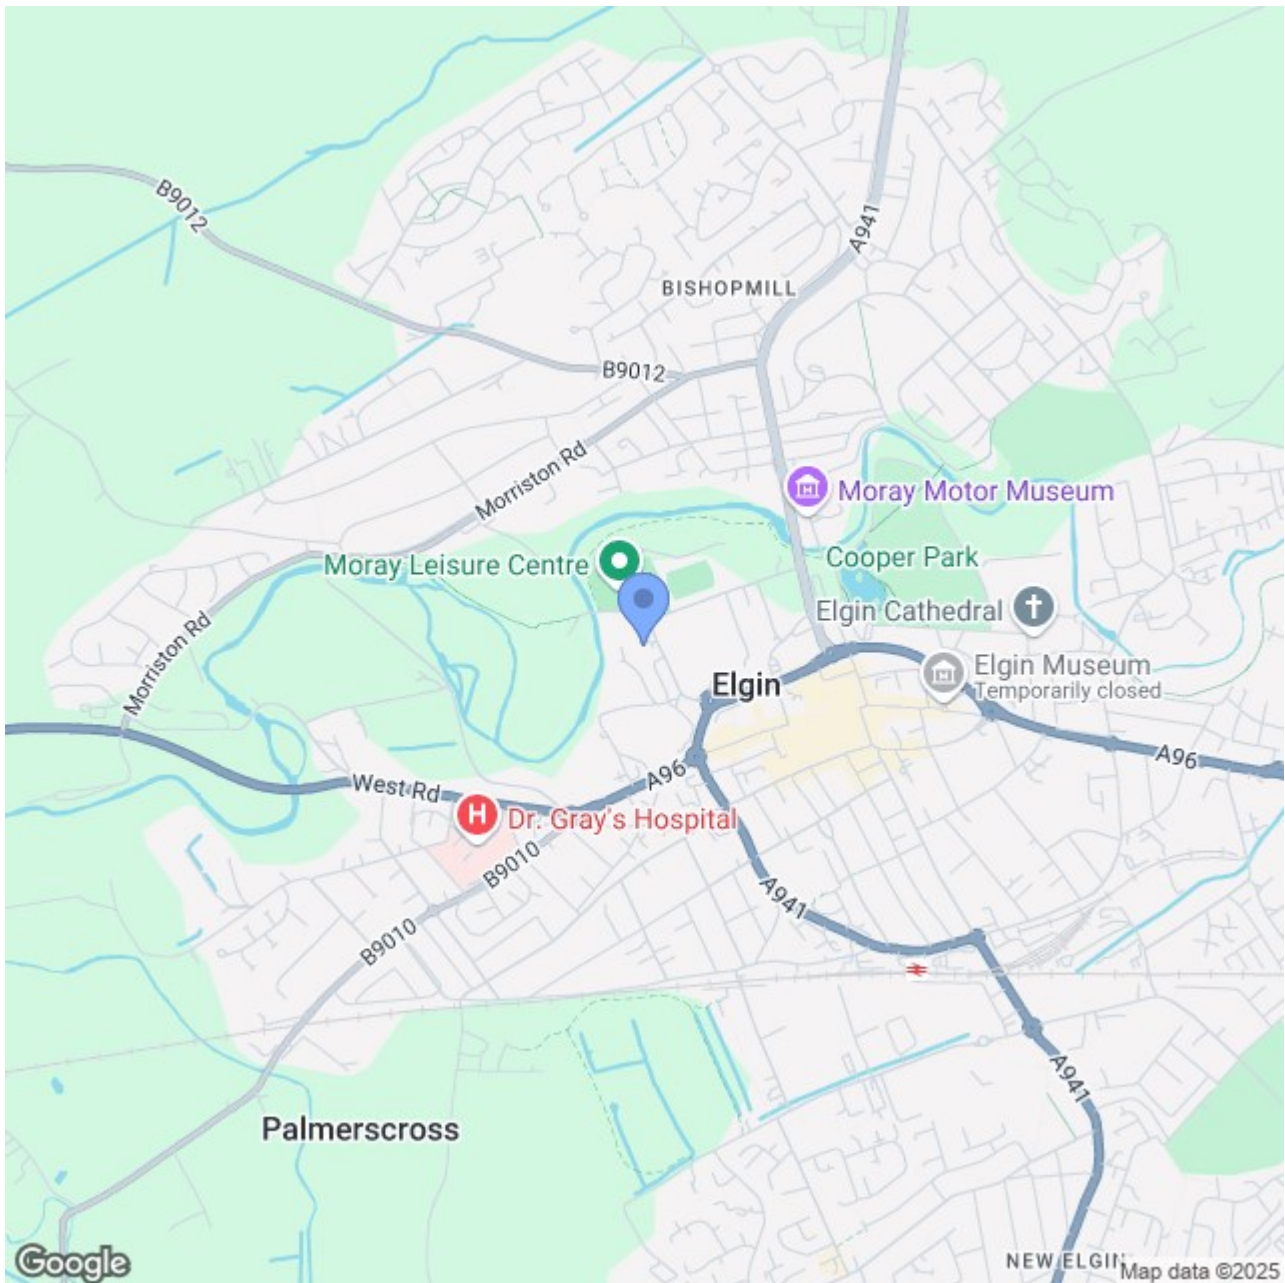 B9012
A941
BISHOPMILL
B9012
Morriston Rd
Moray Motor Museum
Moray Leisure Centre
Cooper Park
Elgin Cathedral
Morriston Rd
Elgin Museum
Temporarily closed
Elgin
A96
A96
West Rd
H
Dr. Gray's Hospital
B9010
A941
B9010
A941
Palmerscross
NEW ELGIN
Google
Map data ©2025